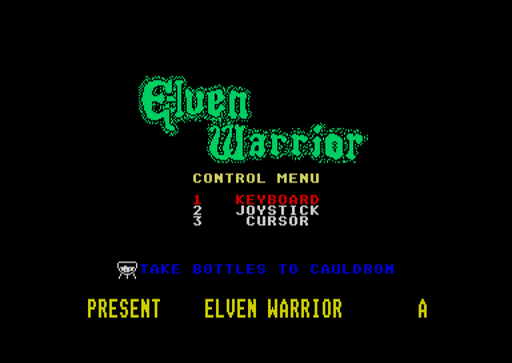 Elven
Warrior
CONTROL MENU
1 KEYBOARD
2 JOYSTICK
3 CURSOR
TAKE BOTTLES TO CAULDRON
PRESENT ELVEN WARRIOR A